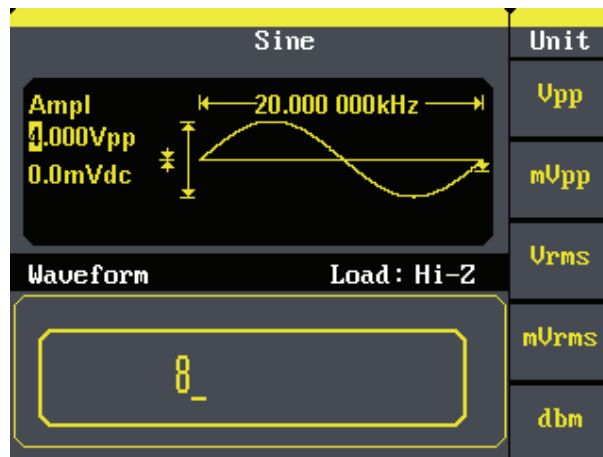 Sine
Unit
Ampl
20.000 000kHz
4.000Vpp
0.0mVdc
Waveform
Load: Hi-Z
8_
Vpp
mVpp
Vrms
mVrms
dbm